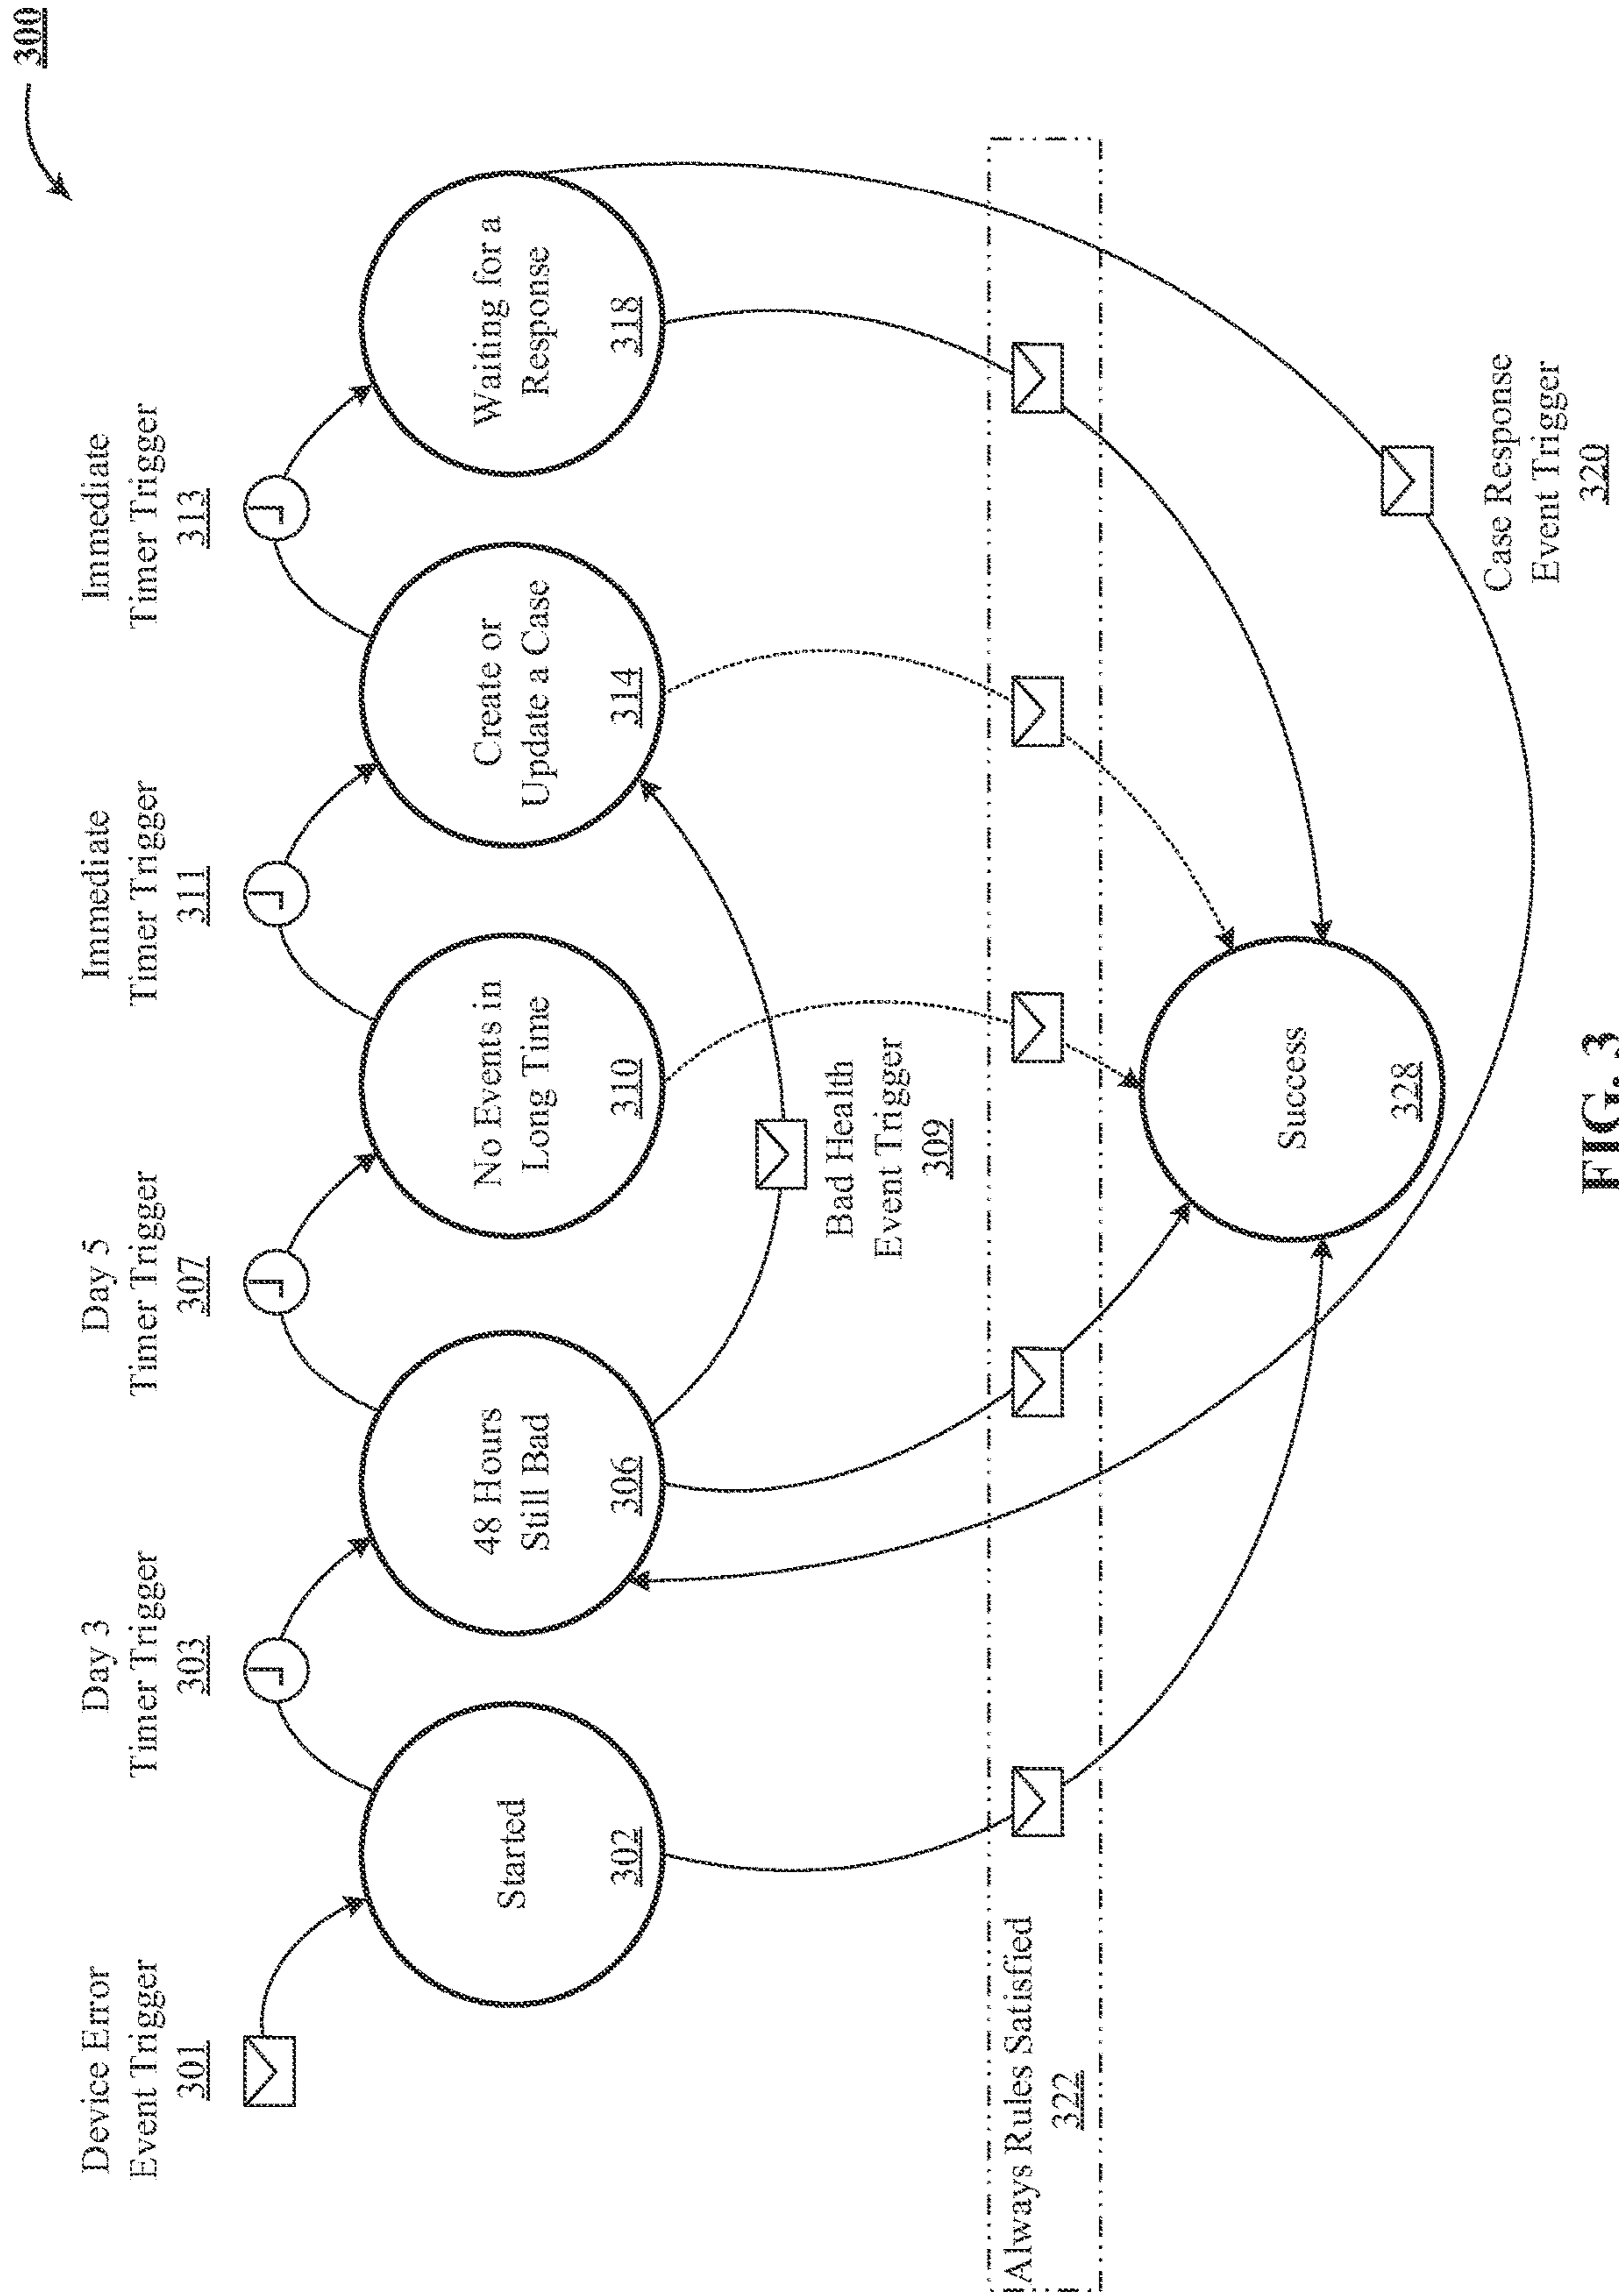 300
Device Error
Event Trigger
301
Day 3
Timer Trigger
303
Day 5
Timer Trigger
307
Immediate
Timer Trigger
311
Immediate
Timer Trigger
313
Started
302
48 Hours
Still Bad
306
No Events in
Long Time
310
Create or
Update a Case
314
Waiting for a
Response
318
Bad Health
Event Trigger
309
Always Rules Satisfied
322
Success
328
Case Response
Event Trigger
320
FIG. 3